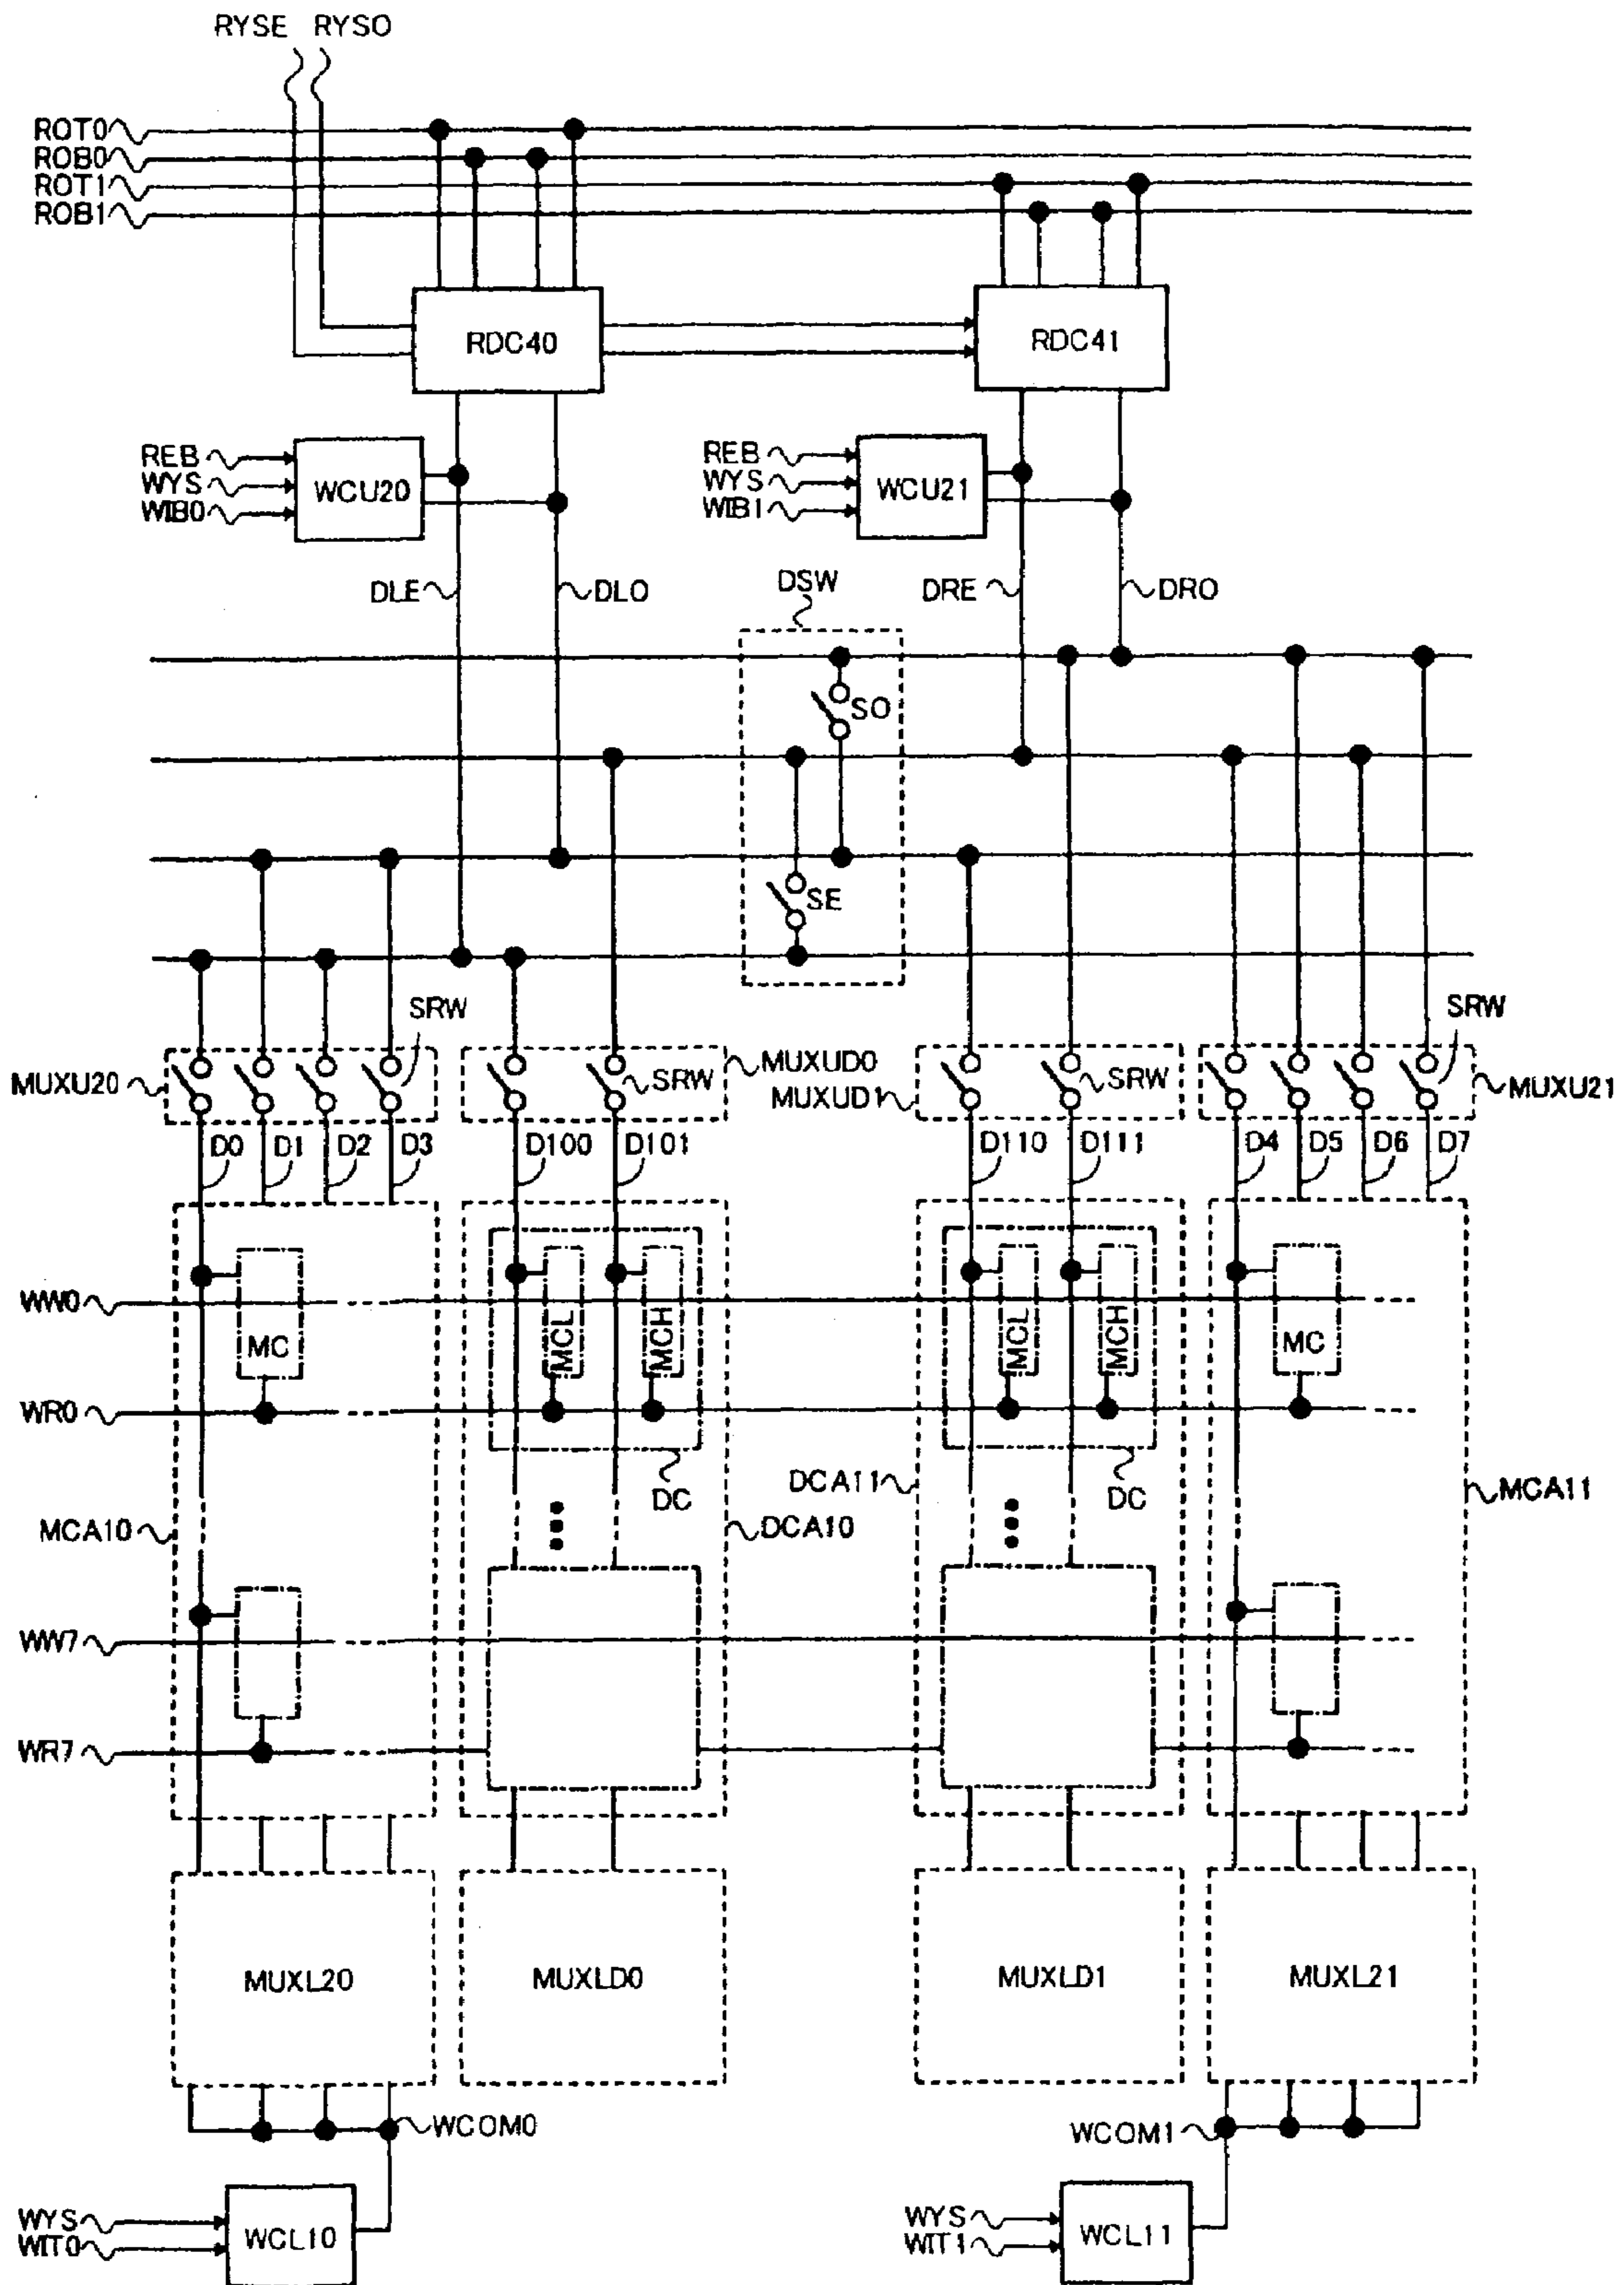 RYSE RYSO
ROT0
ROB0
ROT1
ROB1
RDC40
RDC41
REB
WYS
WIB0
WCU20
REB
WYS
WIB1
WCU21
DLE
DLO
DSW
DRE
DRO
SO
SE
SRW
SRW
MUXU20
SRW
MUXUD0
MUXUD1
SRW
MUXU21
D0 D1 D2 D3 D100 D101 D110 D111 D4 D5 D6 D7
WW0
MC
MCL
MCH
MCL
MCH
MC
WR0
DC
DCA11
DC
MCA11
MCA10
DCA10
WW7
WR7
MUXL20
MUXLD0
MUXLD1
MUXL21
WCOM0
WCOM1
WYS
WIT0
WCL10
WYS
WIT1
WCL11